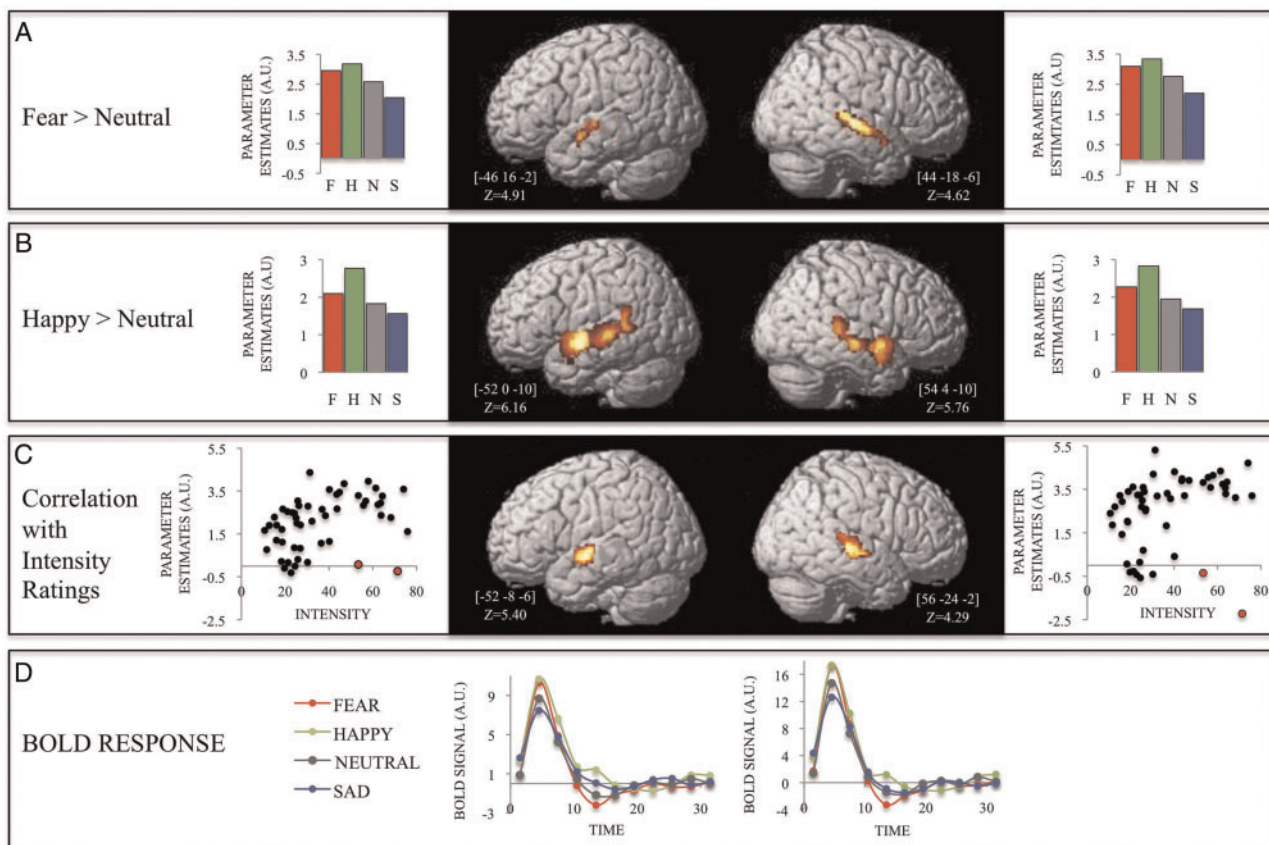 A
Fear > Neutral
PARAMETER
ESTIMATES (A.U.)
3.5
2.5
1.5
0.5
-0.5
F H N S
[-46 16 -2]
Z=4.91
[44 -18 -6]
Z=4.62
PARAMETER
ESTIMTATES (A.U.)
3.5
2.5
1.5
0.5
-0.5
F H N S
B
Happy > Neutral
PARAMETER
ESTIMATES (A.U)
3
2
1
0
F H N S
[-52 0 -10]
Z=6.16
[54 4 -10]
Z=5.76
PARAMETER
ESTIMATES (A.U.)
3
2
1
0
F H N S
C
Correlation
with
Intensity
Ratings
PARAMETER
ESTIMATES (A.U.)
5.5
3.5
1.5
-0.5
-2.5
0 20 40 60 80
INTENSITY
[-52 -8 -6]
Z=5.40
[56 -24 -2]
Z=4.29
PARAMETER
ESTIMATES (A.U.)
5.5
3.5
1.5
-0.5
-2.5
0 20 40 60 80
INTENSITY
D
BOLD RESPONSE
FEAR
HAPPY
NEUTRAL
SAD
BOLD SIGNAL (A.U.)
9
5
1
-3
0 10 20 30
TIME
BOLD SIGNAL (A.U.)
16
12
8
4
0
-4
0 10 20 30
TIME